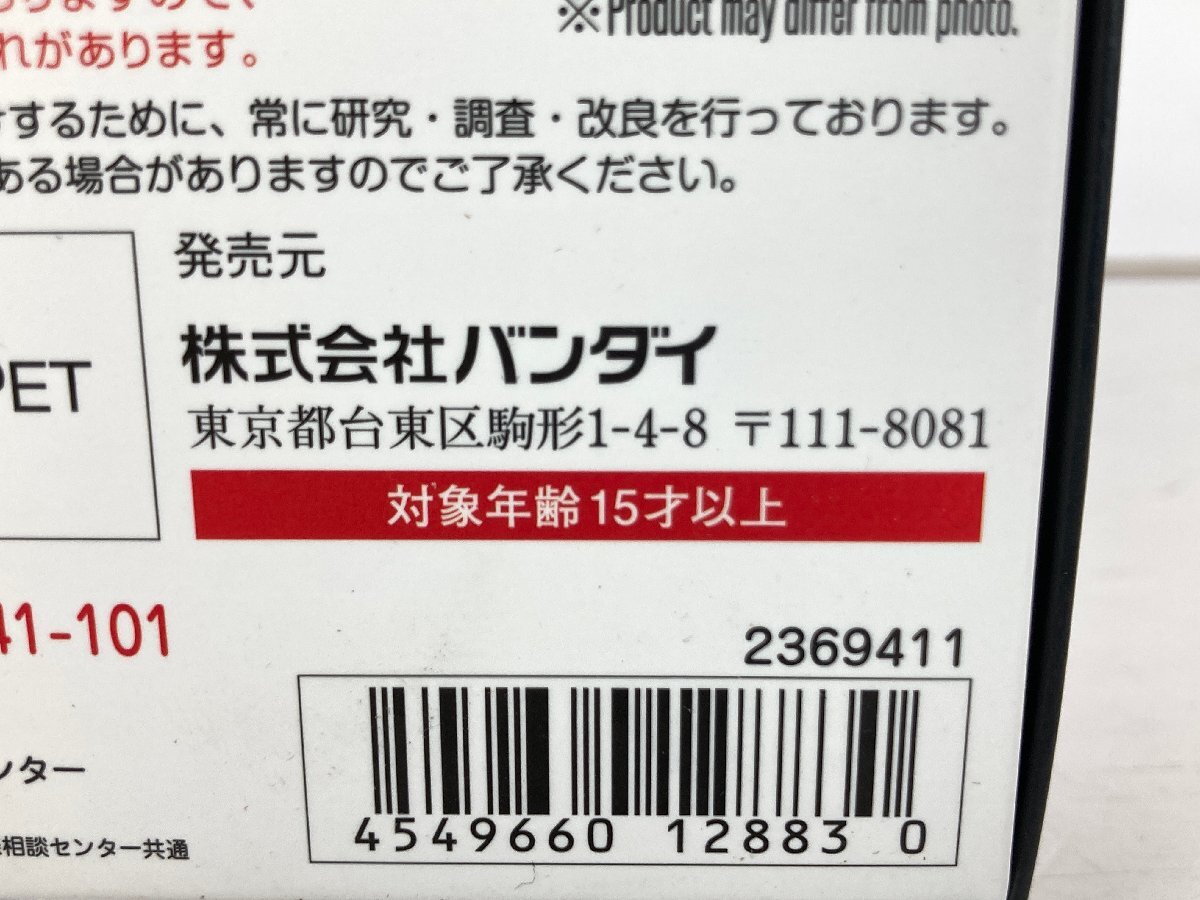 ※Product may differ from photo.
れがあります。
するために、常に研究・調査・改良を行っております。
ある場合がありますのでご了承ください。
発売元
株式会社バンダイ
東京都台東区駒形1-4-8 〒111-8081
PET
対象年齢15才以上
41-101
2369411
ンター
相談センター共通
4549660 12883 0